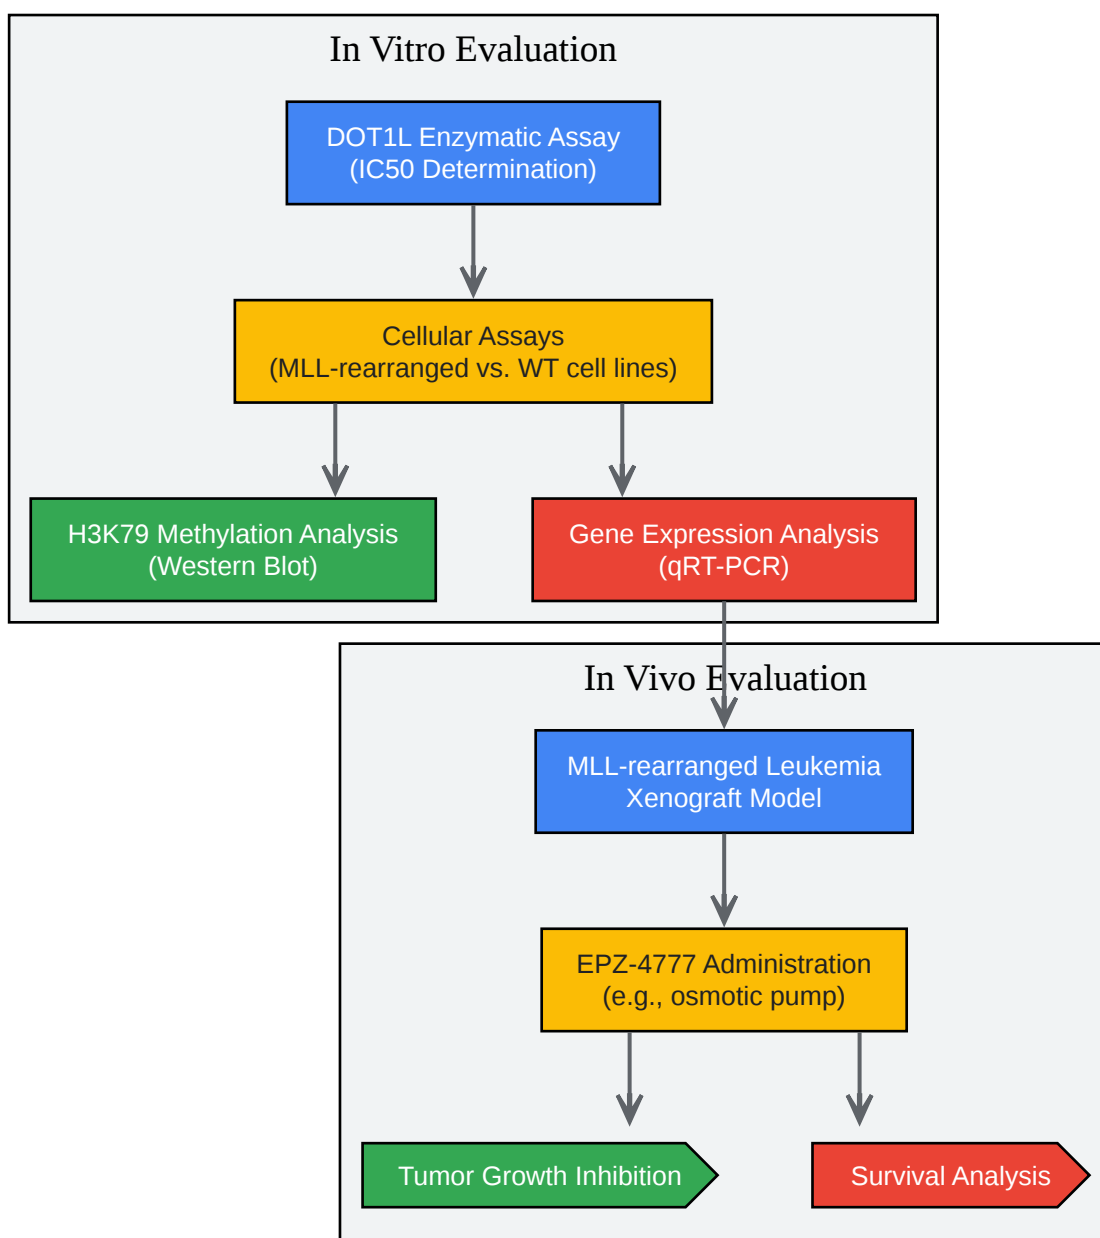 In Vitro Evaluation
DOT1L Enzymatic Assay
(IC50 Determination)
Cellular Assays
(MLL-rearranged vs. WT cell lines)
H3K79 Methylation Analysis
(Western Blot)
Gene Expression Analysis
(qRT-PCR)
In Vivo Evaluation
MLL-rearranged Leukemia
Xenograft Model
EPZ-4777 Administration
(e.g., osmotic pump)
Tumor Growth Inhibition
Survival Analysis